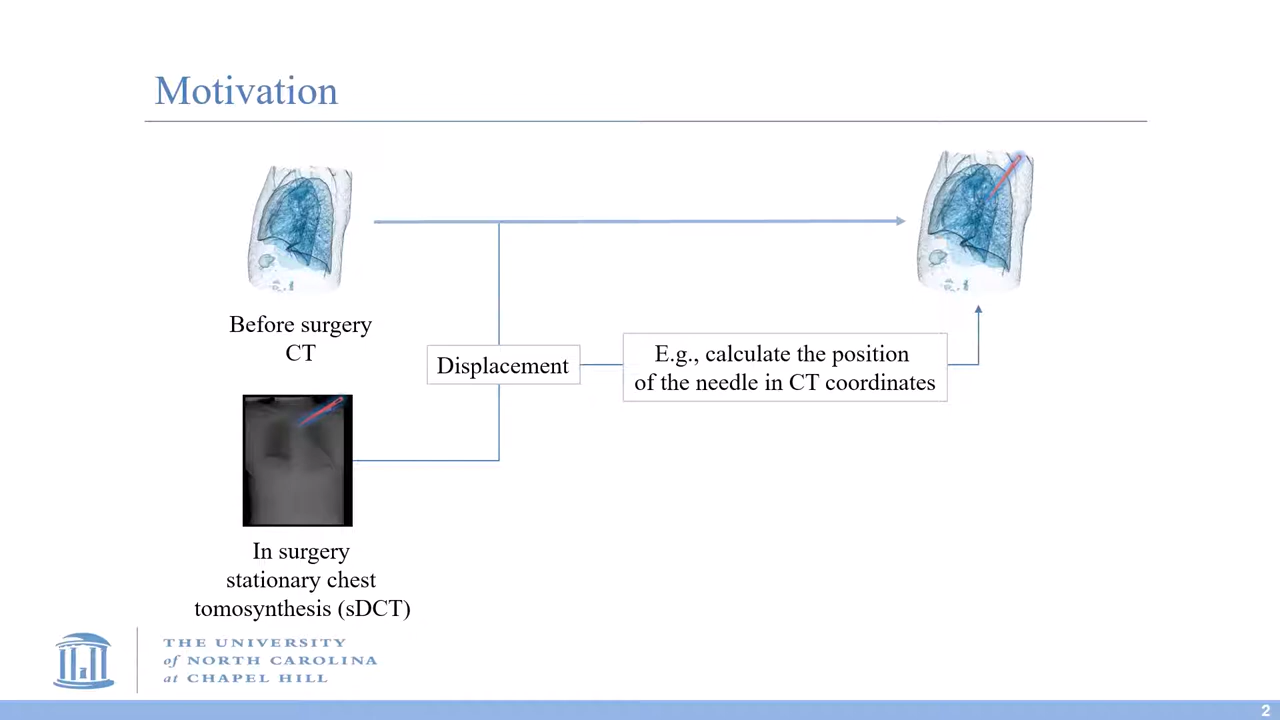 Motivation
Before surgery
CT
Displacement
E.g., calculate the position
of the needle in CT coordinates
In surgery
stationary chest
tomosynthesis (sDCT)
THE UNIVERSITY
of NORTH CAROLINA
at CHAPEL HILL
2